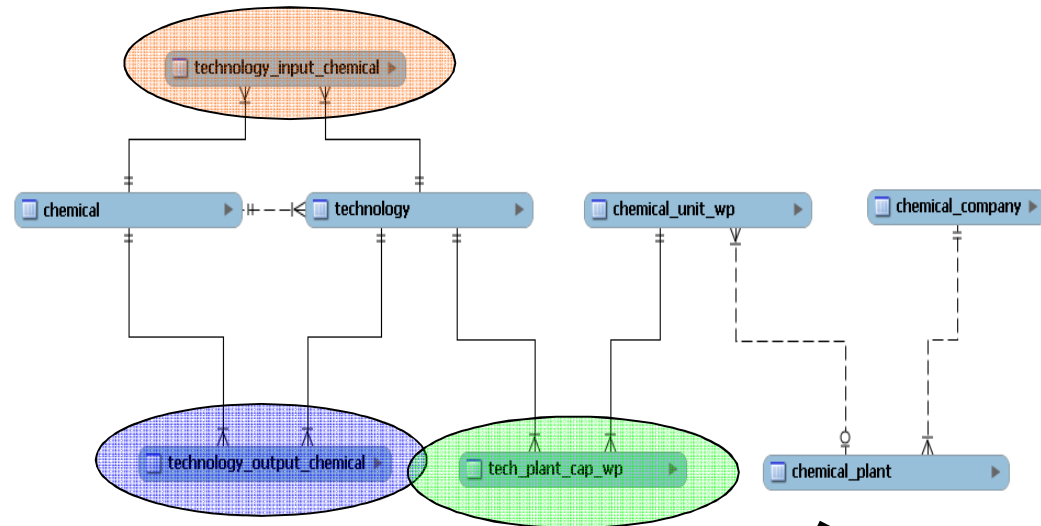 technology_input_chemical
chemical
technology
chemical_unit_wp
chemical_company
technology_output_chemical
tech_plant_cap_wp
chemical_plant